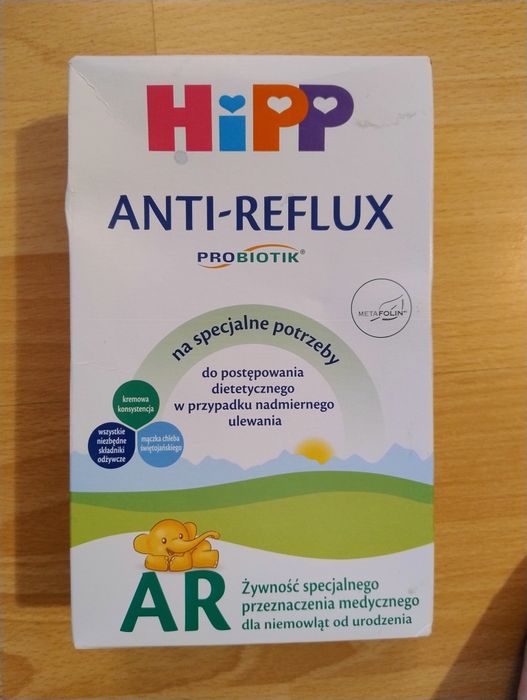 HiPP
ANTI-REFLUX
PROBIOTIK®
METAFOLIN
na specjalne potrzeby
do postępowania
dietetycznego
w przypadku nadmiernego
ulewania
kremowa
konsystencja
wszystkie
niezbędne
składniki
odżywcze
mączka chleba
świętojańskiego
AR
Żywność specjalnego
przeznaczenia medycznego
dla niemowląt od urodzenia